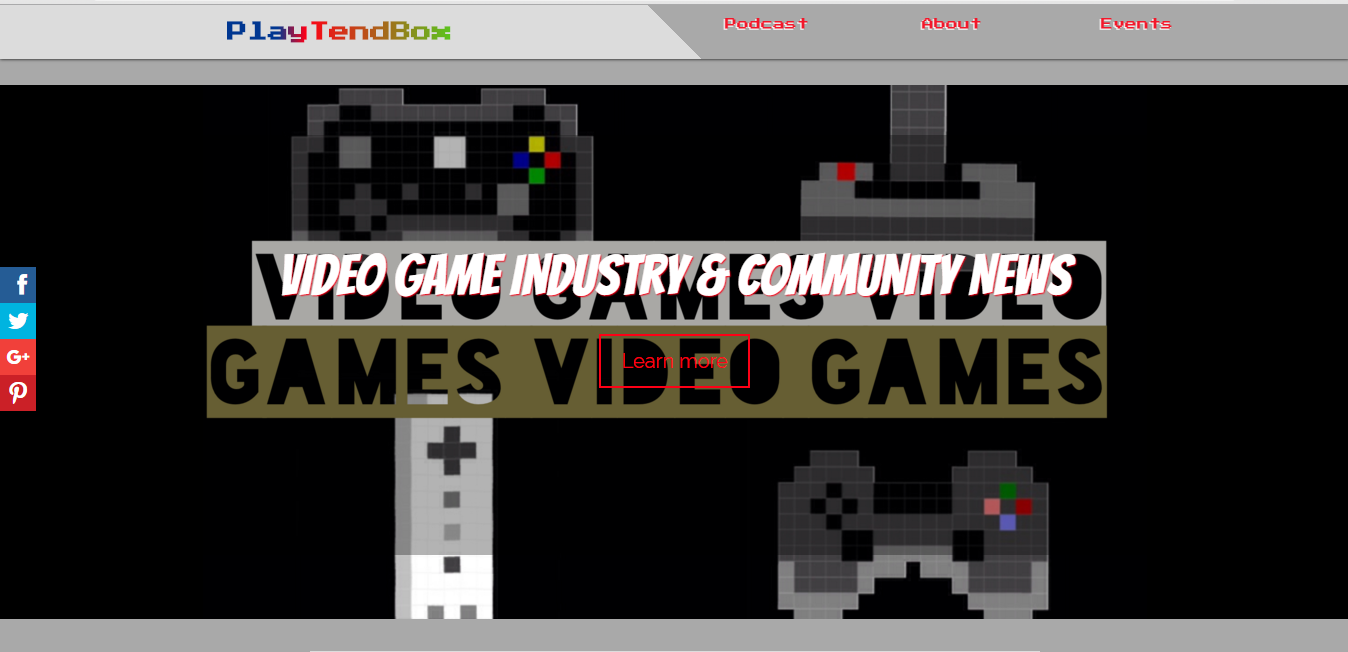 PlayTendBox
Podcast
About
Events
VIDEO GAMES VIDEO
VIDEO GAME INDUSTRY & COMMUNITY NEWS
GAMES VIDEO GAMES
Learn more
f
G+